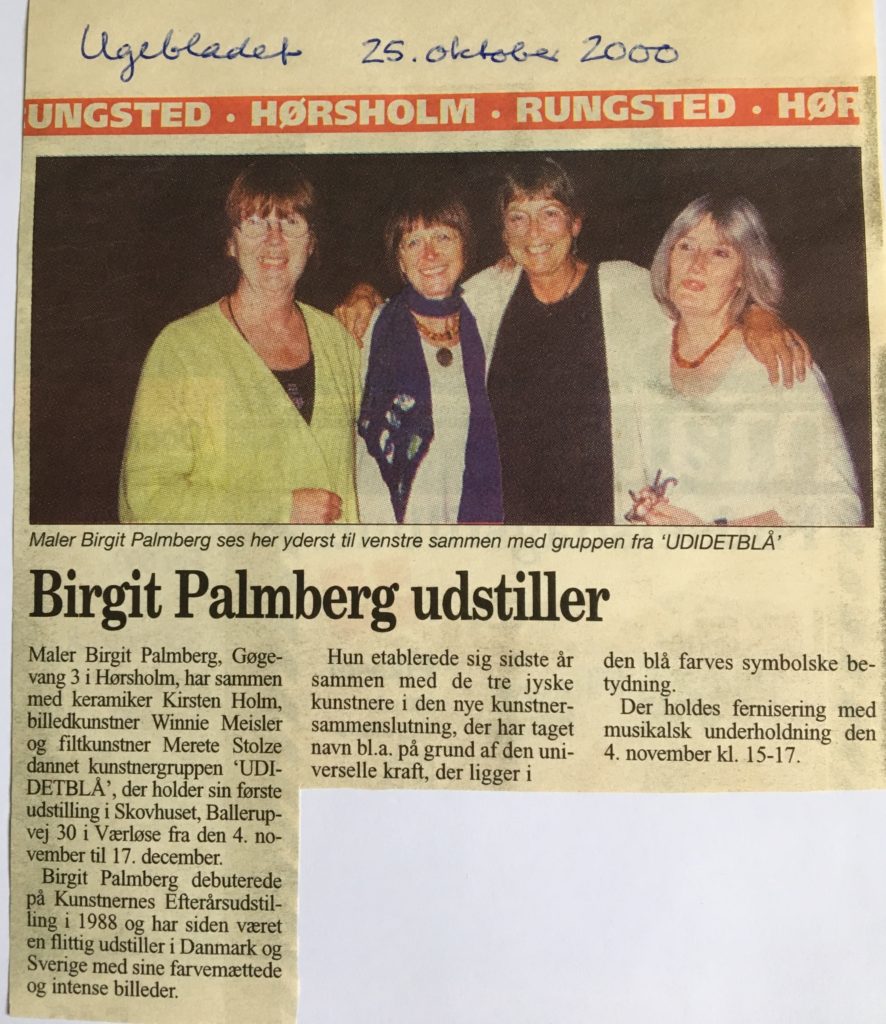 Ugebladet 25. oktober 2000
RUNGSTED · HØRSHOLM · RUNGSTED · HØR
Maler Birgit Palmberg ses her yderst til venstre sammen med gruppen fra ‘UDIDETBLÅ’
Birgit Palmberg udstiller
Maler Birgit Palmberg, Gøge-
vang 3 i Hørsholm, har sammen
med keramiker Kirsten Holm,
billedkunstner Winnie Meisler
og filtkunstner Merete Stolze
dannet kunstnergruppen ‘UDI-
DETBLÅ’, der holder sin første
udstilling i Skovhuset, Ballerup-
vej 30 i Værløse fra den 4. no-
vember til 17. december.
Birgit Palmberg debuterede
på Kunstnernes Efterårsudstil-
ling i 1988 og har siden været
en flittig udstiller i Danmark og
Sverige med sine farvemættede
og intense billeder.
Hun etablerede sig sidste år
sammen med de tre jyske
kunstnere i den nye kunstner-
sammenslutning, der har taget
navn bl.a. på grund af den uni-
verselle kraft, der ligger i
den blå farves symbolske be-
tydning.
Der holdes fernisering med
musikalsk underholdning den
4. november kl. 15-17.